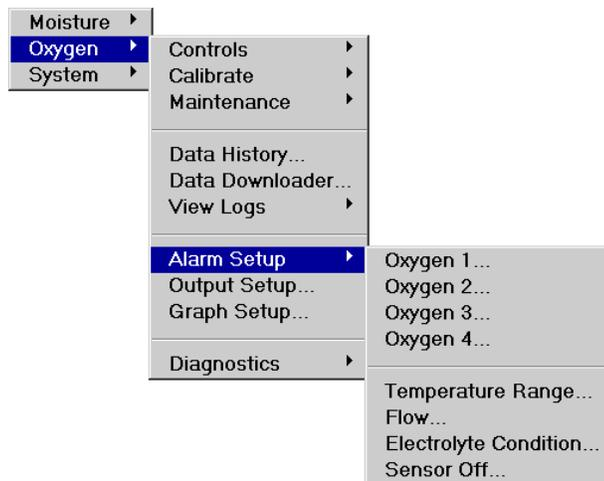 Moisture
Oxygen
System
Controls
Calibrate
Maintenance
Data History...
Data Downloader...
View Logs
Alarm Setup
Output Setup...
Graph Setup...
Diagnostics
Oxygen 1...
Oxygen 2...
Oxygen 3...
Oxygen 4...
Temperature Range...
Flow...
Electrolyte Condition...
Sensor Off...